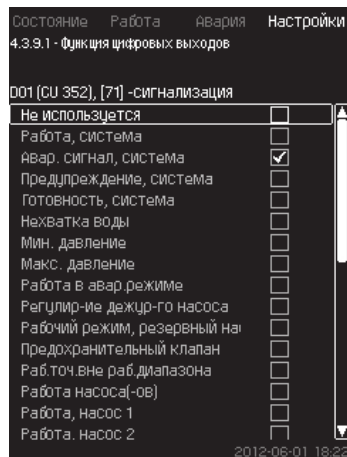 Состояние Работа Авария Настройки
4.3.9.1 - Функция цифровых выходов
DO1 (CU 352), [71] -сигнализация
Не используется
Работа, система
Авар. сигнал, система
Предупреждение, система
Готовность, система
Нехватка воды
Мин. давление
Макс. давление
Работа в авар.режиме
Регулир-ие дежур-го насоса
Рабочий режим, резервный
Предохранительный клапан
Раб.точ.вне раб.диапазона
Работа насоса(-ов)
Работа, насос 1
Работа. насос 2
2012-06-01 18:22